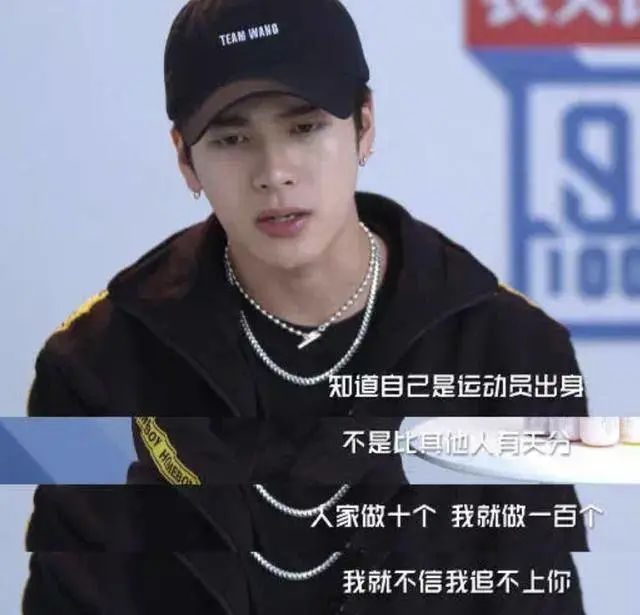 TEAM WANG
100
HOMEBOY
知道自己是运动员出身
不是比其他人有天分
人家做十个 我就做一百个
我就不信我追不上你